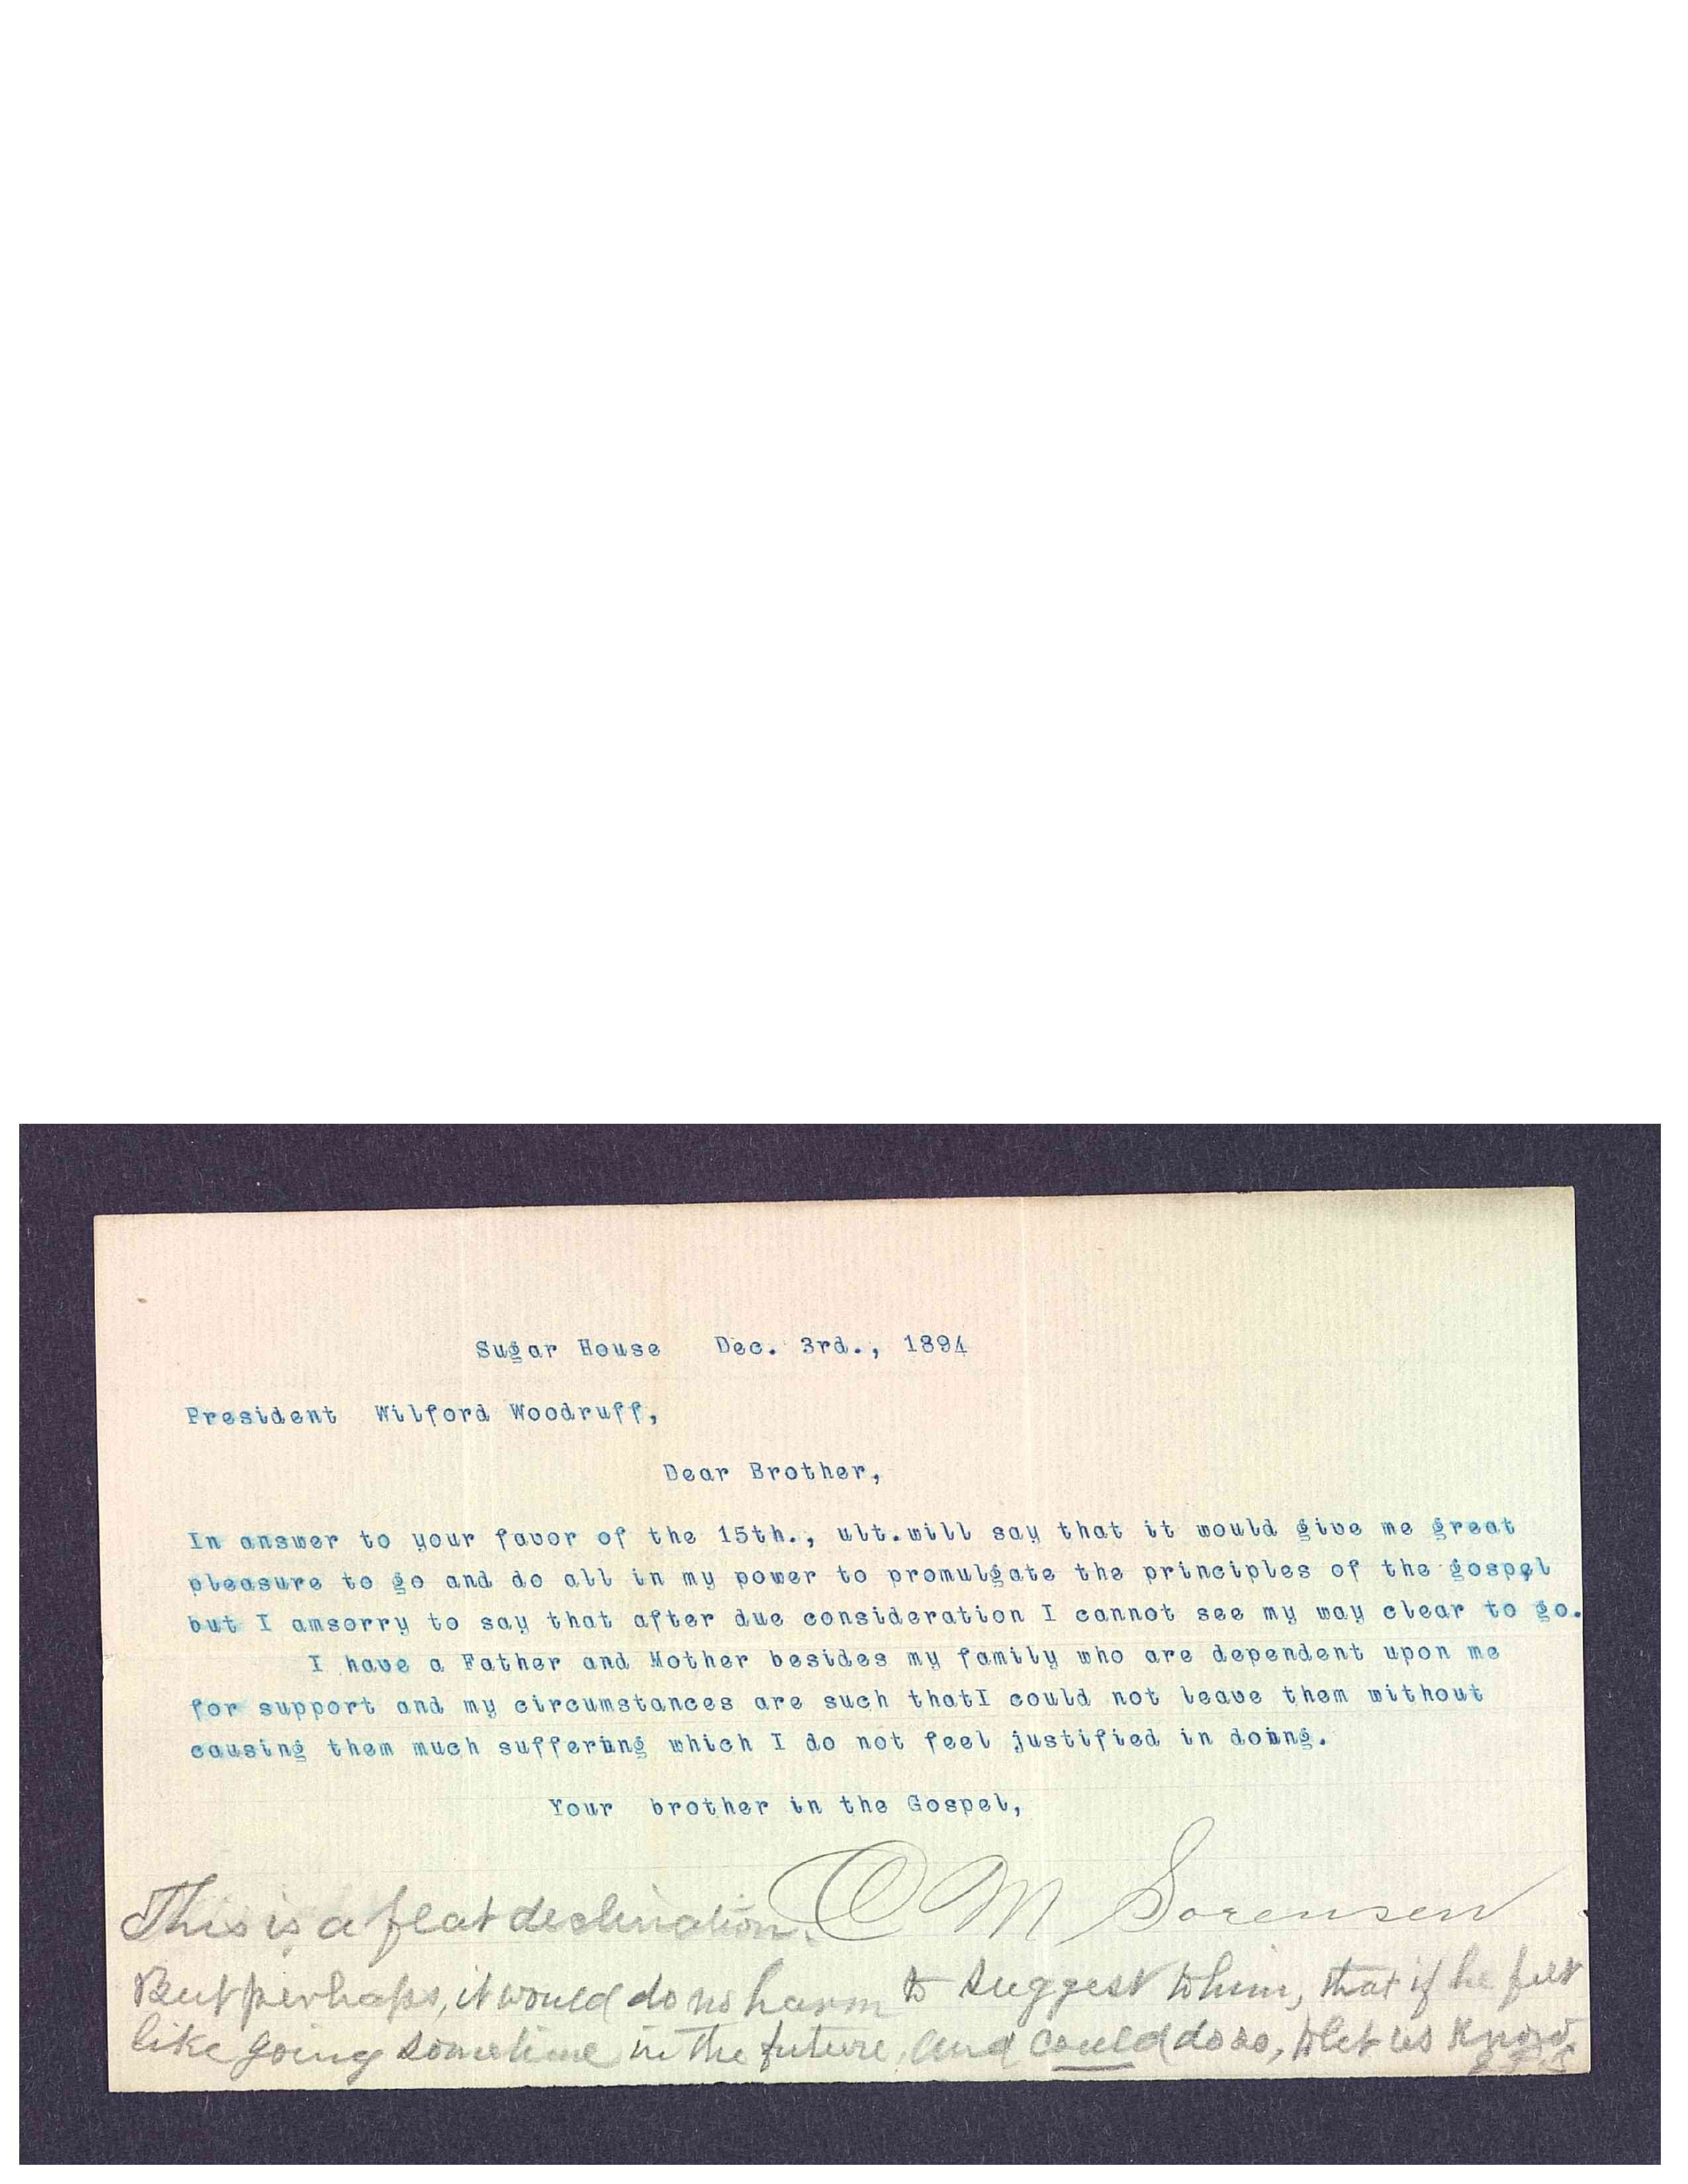 Sugar House Dec. 3rd., 1894
President Wilford Woodruff,
Dear Brother,
In answer to your favor of the 15th., ult.will say that it would give me great
pleasure to go and do all in my power to promulgate the principles of the gospel
but I amsorry to say that after due consideration I cannot see my way clear to go.
I have a Father and Mother besides my family who are dependent upon me
for support and my circumstances are such thatI could not leave them without
causing them much suffering which I do not feel justified in doing.
Your brother in the Gospel,
C M Sorensen
This is a flat declination.
But perhaps, it would do no harm to suggest to him, that if he felt
like going sometime in the future, and could do so, to let us know.
J. F. S.